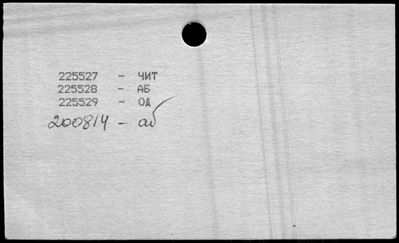 225527 - ЧИТ
225528 - АБ
225529 - ОД
200814 - аб